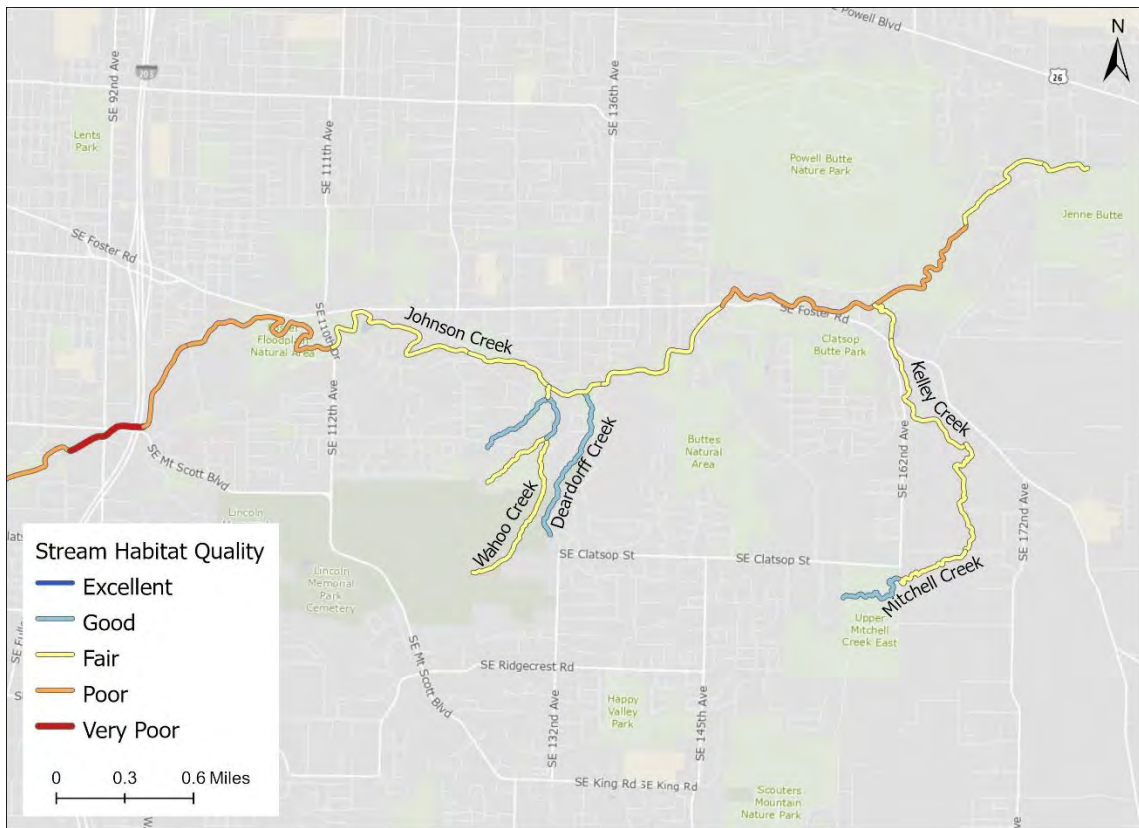 SE Powell Blvd
N
205
26
SE 92nd Ave
SE 136th Ave
Lents
Park
SE 111th Ave
Powell Butte
Nature Park
Jenne Butte
SE Foster Rd
SE 110th Dr
Johnson Creek
SE Foster Rd
Floodplain
Natural Area
Clatsop
Butte Park
Kelley Creek
SE 112th Ave
Buttes
Natural
Area
SE Mt Scott Blvd
Deardorff Creek
Wahoo Creek
SE 162nd Ave
SE 172nd Ave
Lincoln
SE Clatsop St
SE Clatsop St
Mitchell Creek
Lincoln
Memorial
Park
Cemetery
Upper
Mitchell
Creek East
SE Mt Scott Blvd
SE Ridgecrest Rd
Happy
Valley
Park
SE 132nd Ave
SE 145th Ave
SE King Rd
SE King Rd
Scouters
Mountain
Nature Park
Stream Habitat Quality
Excellent
Good
Fair
Poor
Very Poor
0 0.3 0.6 Miles